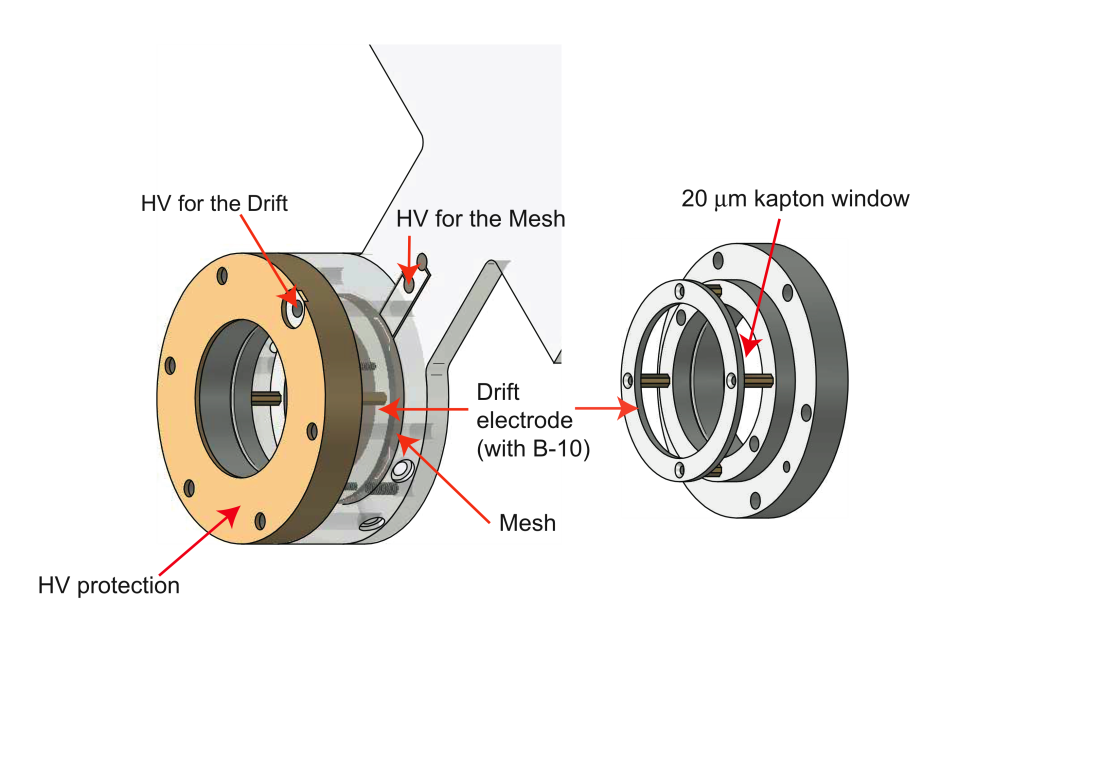 HV for the Drift
HV for the Mesh
20 μm kapton window
Drift
electrode
(with B-10)
Mesh
HV protection